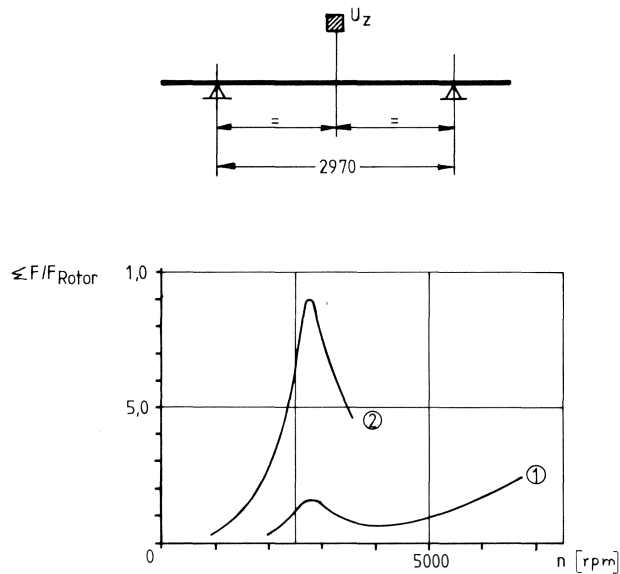 U_z
= =
2970
≤F/F_Rotor
1,0
5,0
②
①
0
5000
n [rpm]